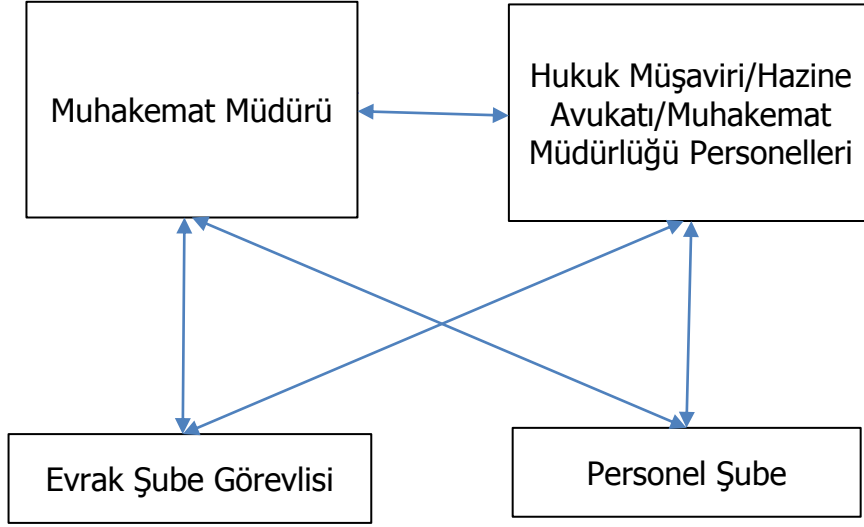 Muhakemat Müdürü
Hukuk Müşaviri/Hazine
Avukatı/Muhakemat
Müdürlüğü Personelleri
Evrak Şube Görevlisi
Personel Şube